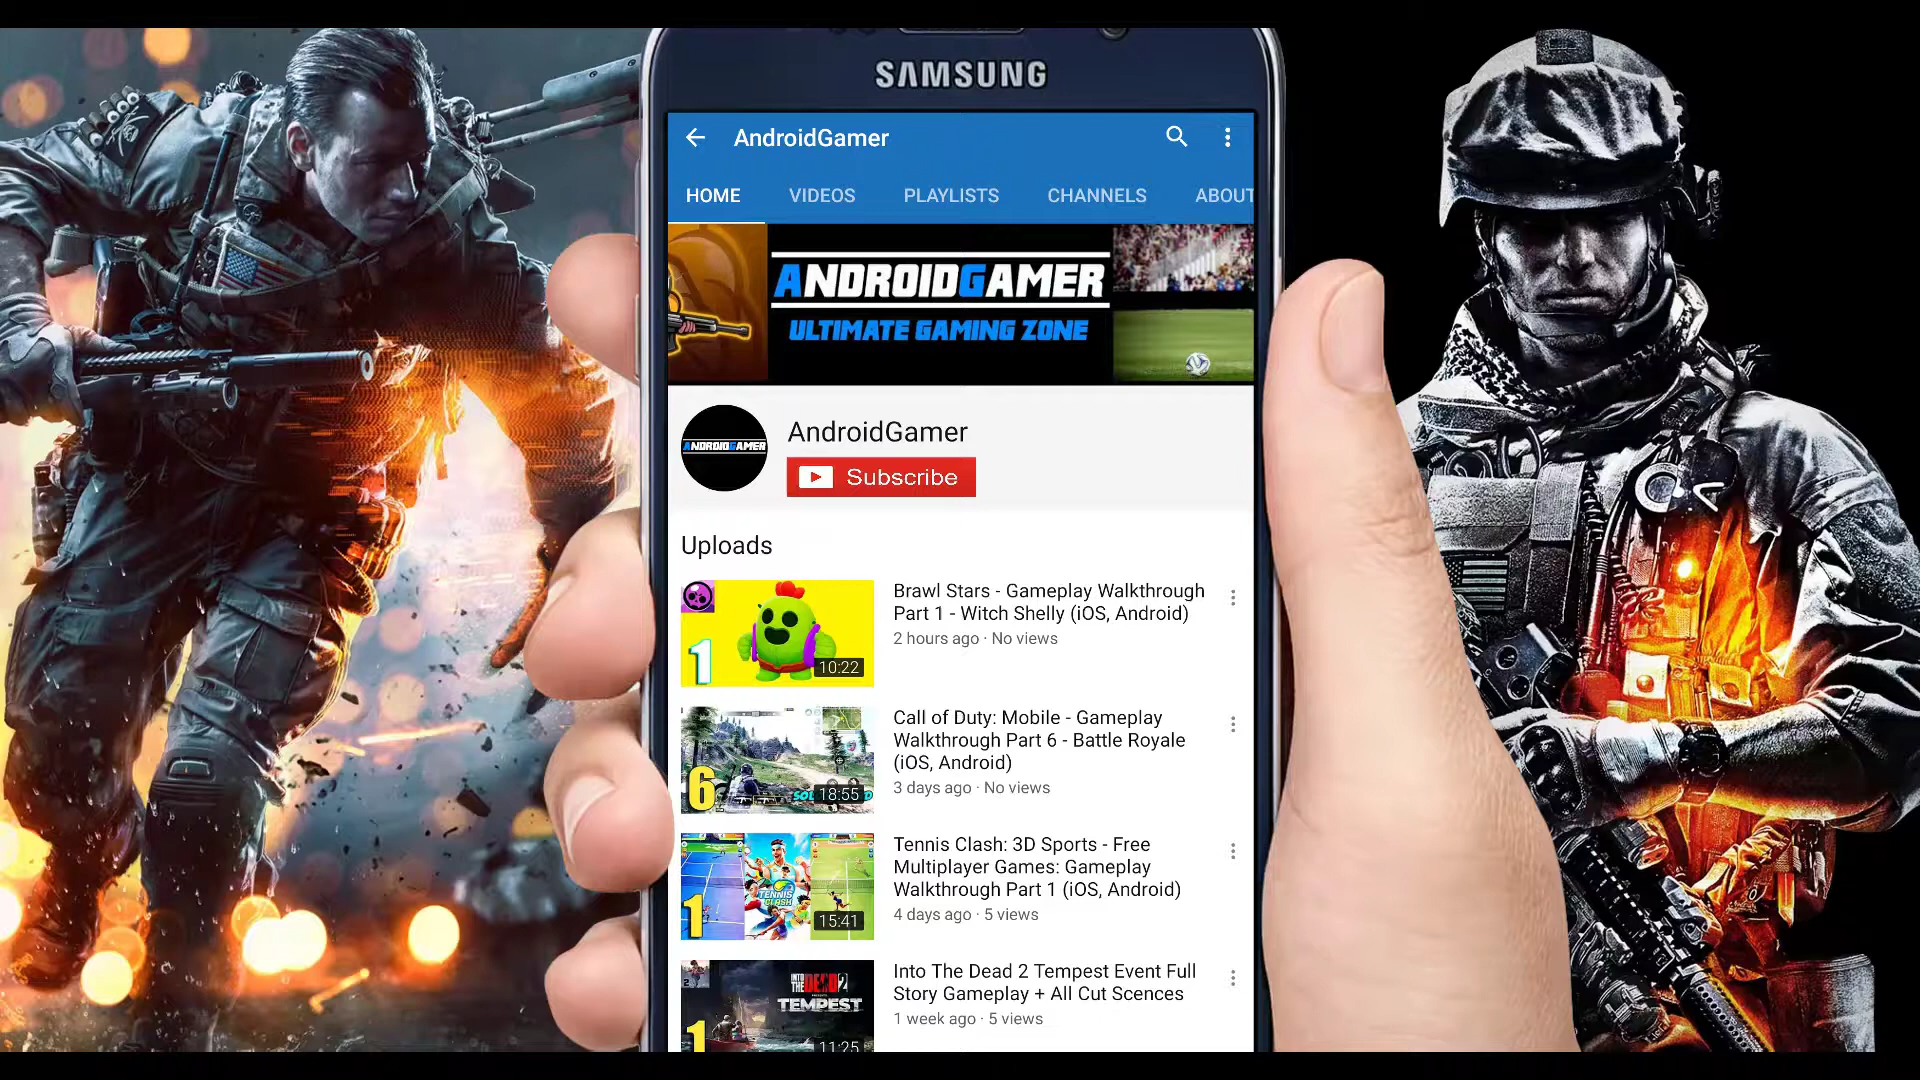 SAMSUNG
AndroidGamer
HOME VIDEOS PLAYLISTS CHANNELS ABOUT
ANDROIDGAMER
ULTIMATE GAMING ZONE
ANDROIDGAMER
AndroidGamer
Subscribe
Uploads
1
10:22
Brawl Stars - Gameplay Walkthrough
Part 1 - Witch Shelly (iOS, Android)
2 hours ago · No views
6
18:55
Call of Duty: Mobile - Gameplay
Walkthrough Part 6 - Battle Royale
(iOS, Android)
3 days ago · No views
1
TENNIS
CLASH
15:41
Tennis Clash: 3D Sports - Free
Multiplayer Games: Gameplay
Walkthrough Part 1 (iOS, Android)
4 days ago · 5 views
INTO
THE DEAD 2
TEMPEST
1
11:25
Into The Dead 2 Tempest Event Full
Story Gameplay + All Cut Scences
1 week ago · 5 views